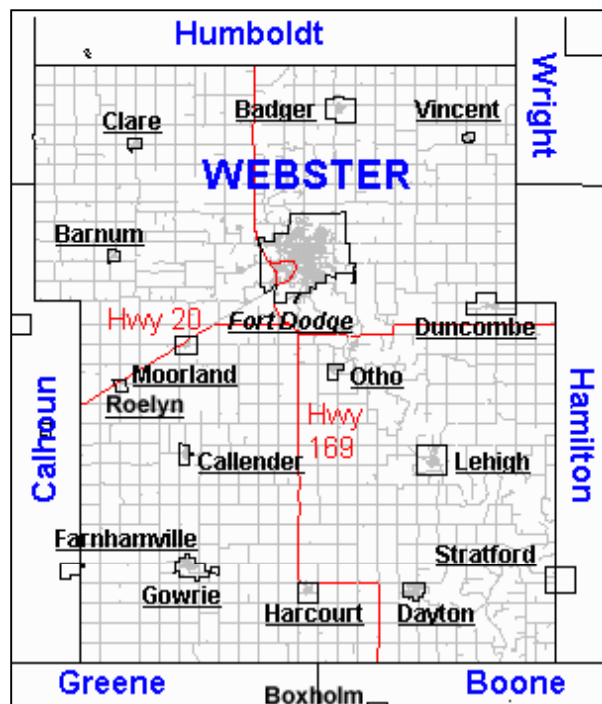 Humboldt
Wright
Badger
Vincent
Clare
WEBSTER
Barnum
Hwy 20
Fort Dodge
Duncombe
Moorland
Otho
Roelyn
Calhoun
Hamilton
Hwy
169
Callender
Lehigh
Farnhamville
Stratford
Gowrie
Harcourt
Dayton
Greene
Boone
Boxholm